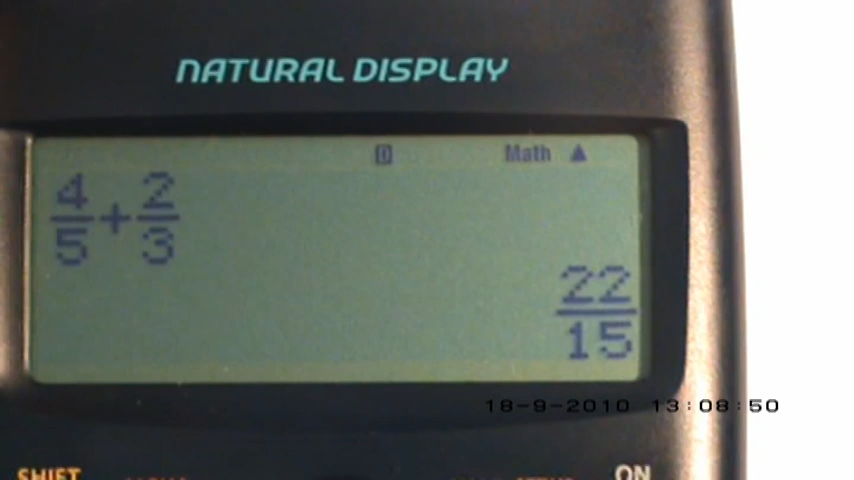 NATURAL DISPLAY
D Math ▲
4/5+2/3
22/15
18-9-2010 13:08:50
SHIFT ON